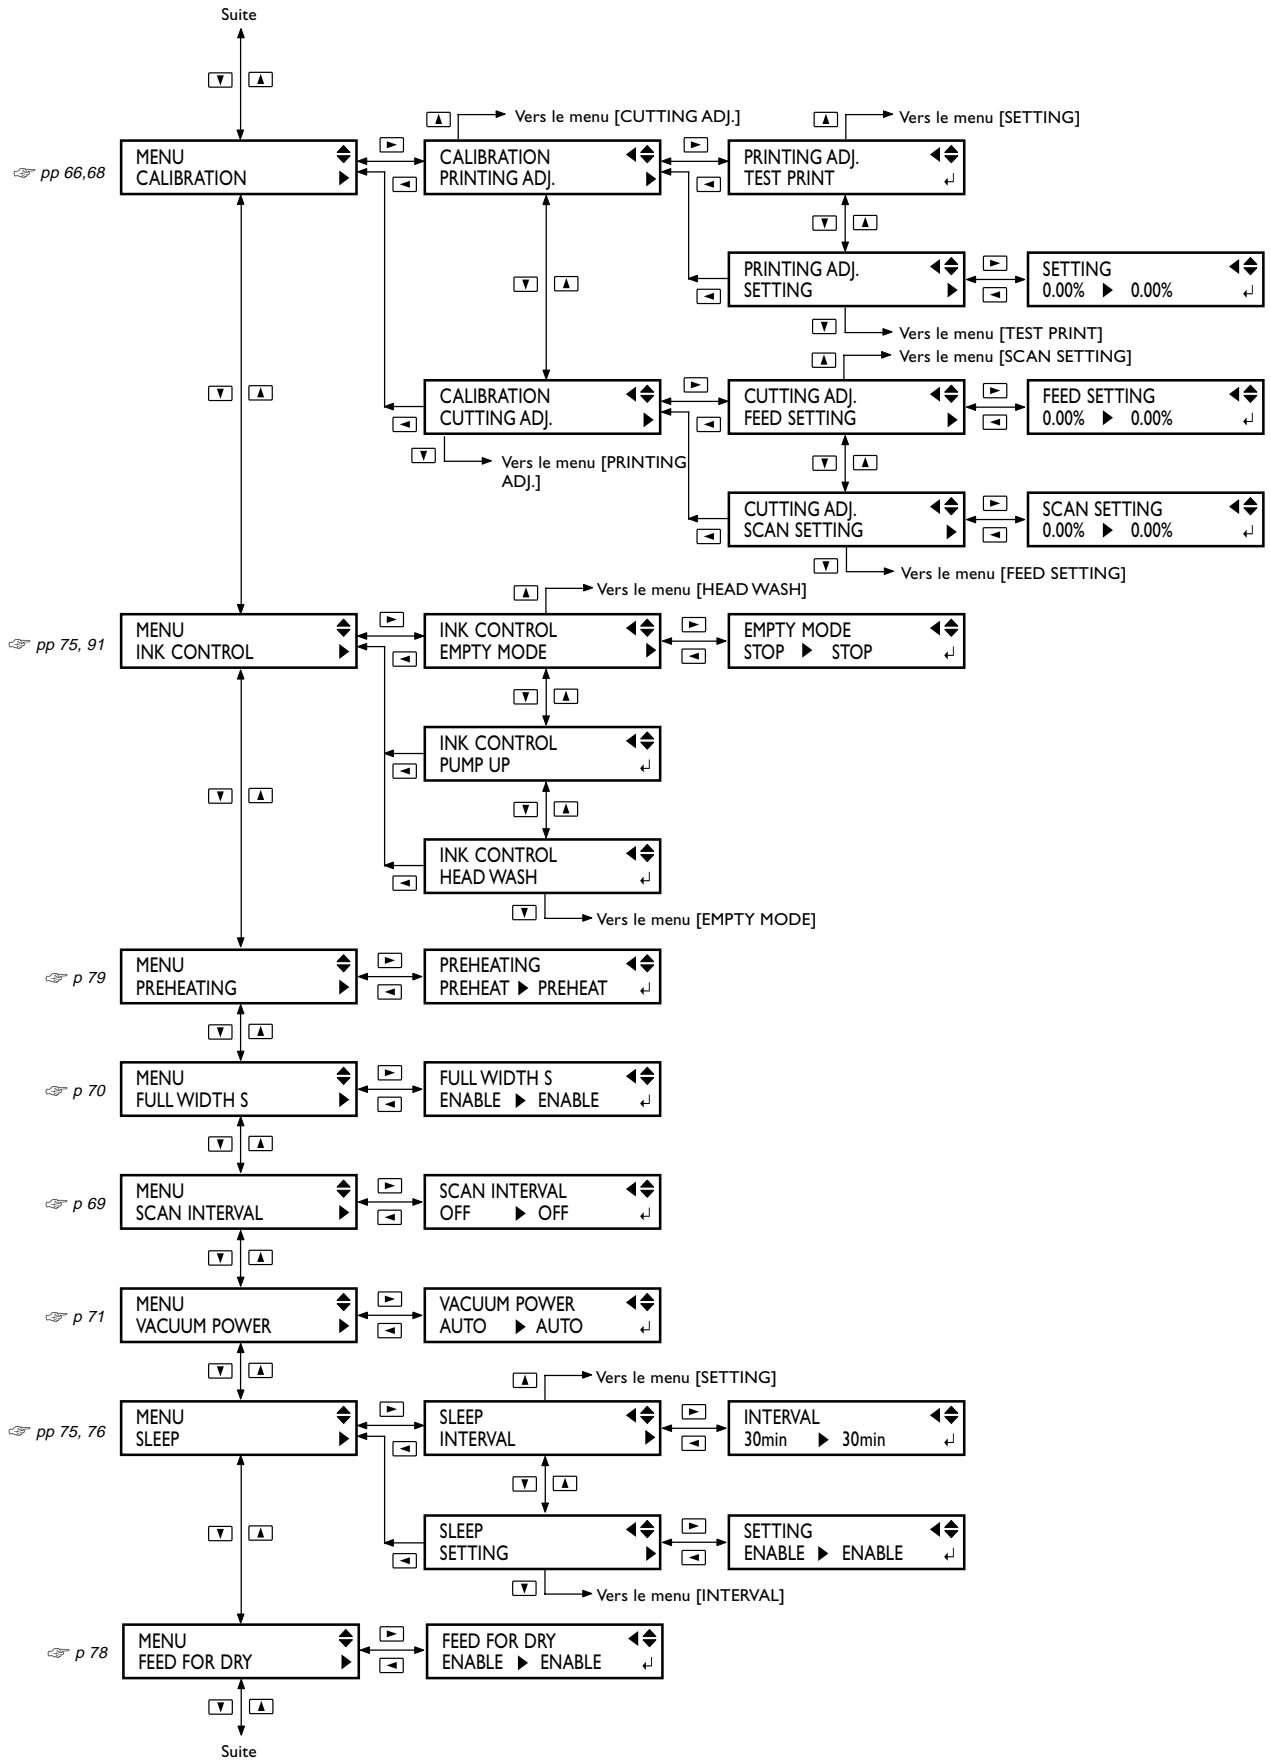 Suite
Vers le menu [CUTTING ADJ.]
Vers le menu [SETTING]
pp 66,68
MENU
CALIBRATION
CALIBRATION
PRINTING ADJ.
PRINTING ADJ.
TEST PRINT
PRINTING ADJ.
SETTING
SETTING
0.00% 0.00%
Vers le menu [TEST PRINT]
Vers le menu [SCAN SETTING]
CALIBRATION
CUTTING ADJ.
CUTTING ADJ.
FEED SETTING
FEED SETTING
0.00% 0.00%
Vers le menu [PRINTING
ADJ.]
CUTTING ADJ.
SCAN SETTING
SCAN SETTING
0.00% 0.00%
Vers le menu [FEED SETTING]
Vers le menu [HEAD WASH]
pp 75, 91
MENU
INK CONTROL
INK CONTROL
EMPTY MODE
EMPTY MODE
STOP STOP
INK CONTROL
PUMP UP
INK CONTROL
HEAD WASH
Vers le menu [EMPTY MODE]
p 79
MENU
PREHEATING
PREHEATING
PREHEAT PREHEAT
p 70
MENU
FULL WIDTH S
FULL WIDTH S
ENABLE ENABLE
p 69
MENU
SCAN INTERVAL
SCAN INTERVAL
OFF OFF
p 71
MENU
VACUUM POWER
VACUUM POWER
AUTO AUTO
Vers le menu [SETTING]
pp 75, 76
MENU
SLEEP
SLEEP
INTERVAL
INTERVAL
30min 30min
SLEEP
SETTING
SETTING
ENABLE ENABLE
Vers le menu [INTERVAL]
p 78
MENU
FEED FOR DRY
FEED FOR DRY
ENABLE ENABLE
Suite